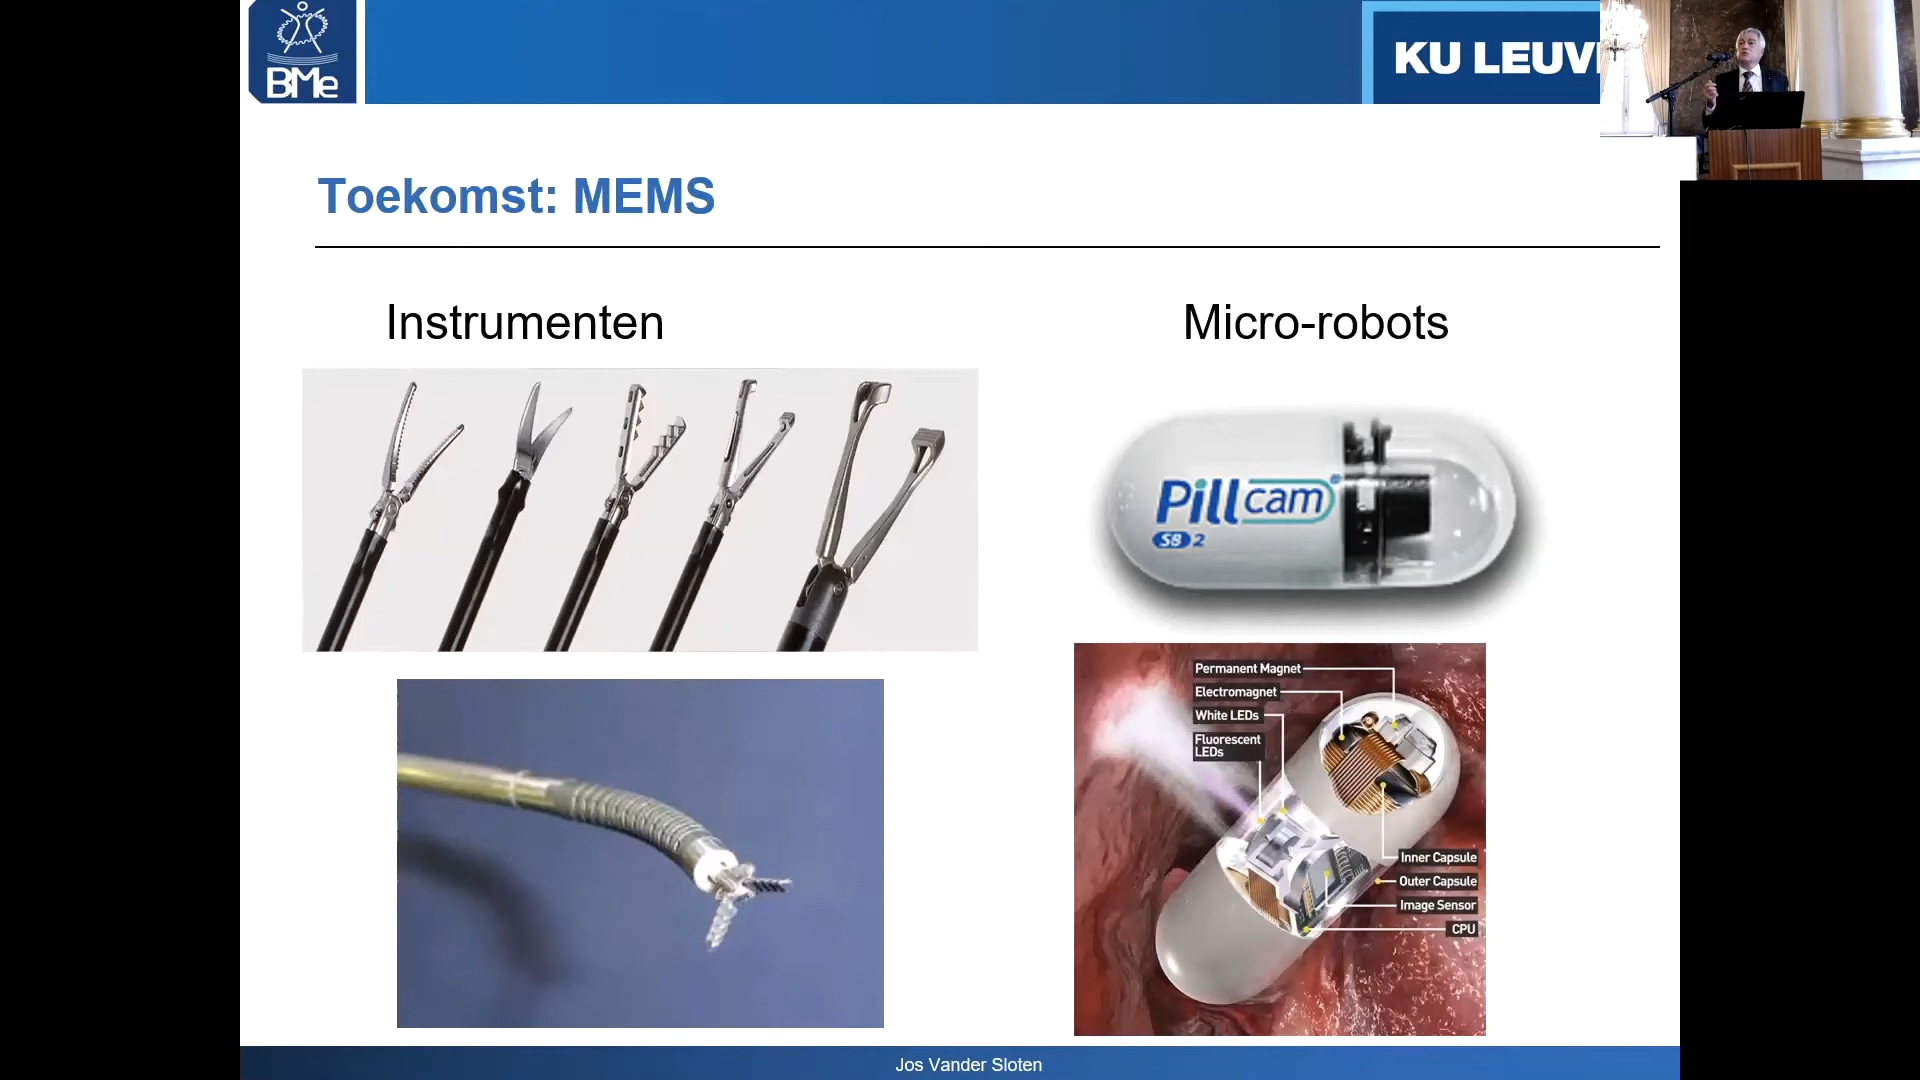 BMe
KU LEUV
Toekomst: MEMS
Instrumenten
Micro-robots
Pillcam
SB 2
Permanent Magnet
Electromagnet
White LEDs
Fluorescent
LEDs
Inner Capsule
Outer Capsule
Image Sensor
CPU
Jos Vander Sloten